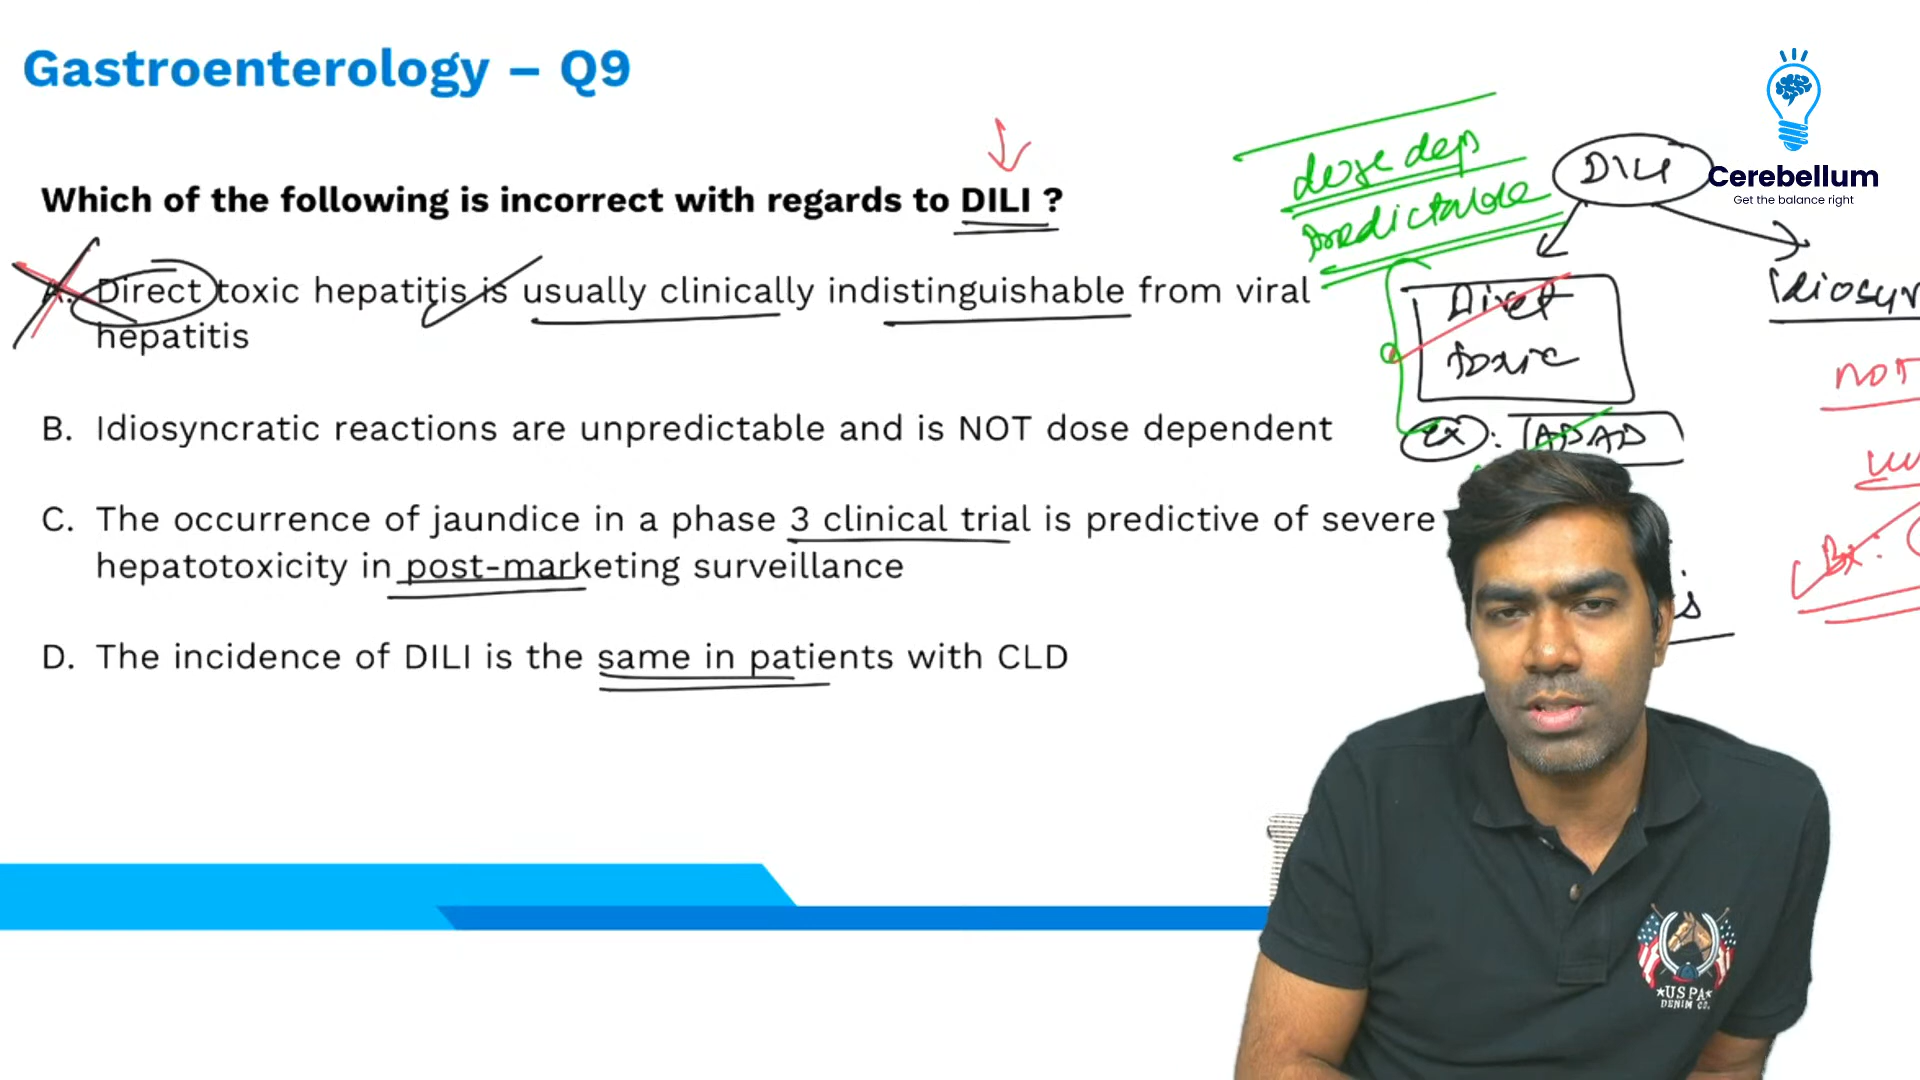 Gastroenterology – Q9
Cerebellum
Get the balance right
Which of the following is incorrect with regards to DILI ?
A. Direct toxic hepatitis is usually clinically indistinguishable from viral
hepatitis
B. Idiosyncratic reactions are unpredictable and is NOT dose dependent
C. The occurrence of jaundice in a phase 3 clinical trial is predictive of severe
hepatotoxicity in post-marketing surveillance
D. The incidence of DILI is the same in patients with CLD
dose dep
Predictable
DILI
Direct
toxic
ex: APAP
idiosyn
NOT
★USPA★
DENIM CO.